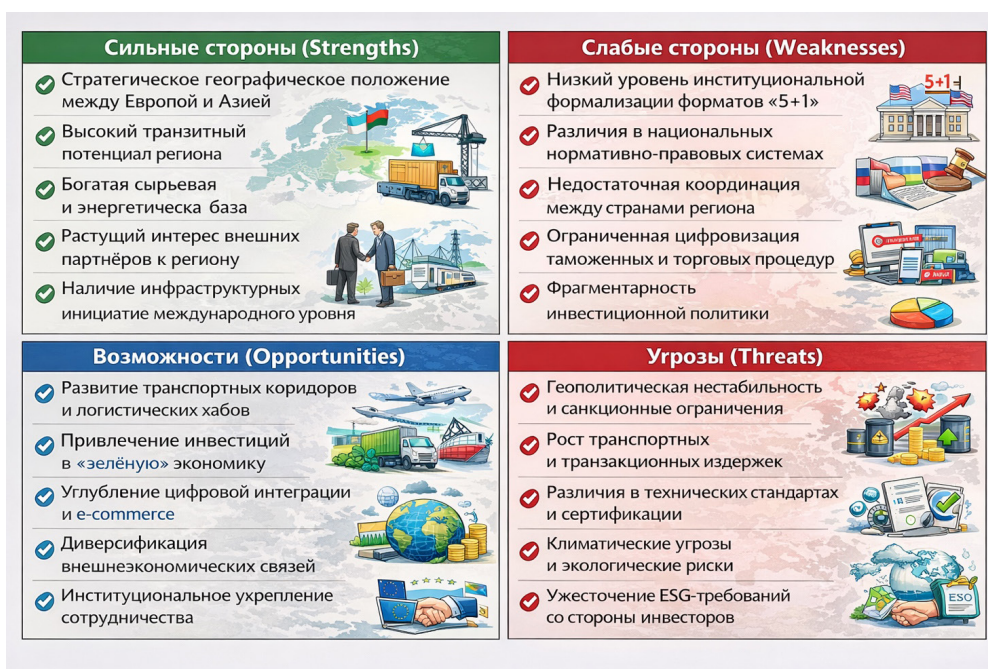 Сильные стороны (Strengths)
Стратегическое географическое положение
между Европой и Азией
Высокий транзитный
потенциал региона
Богатая сырьевая
и энергетическа база
Растущий интерес внешних
партнёров к региону
Наличие инфраструктурных
инициатие международного уровня
Слабые стороны (Weaknesses)
Низкий уровень институциональной
формализации форматов «5+1»
5+1=
Различия в национальных
нормативно-правовых системах
Недостаточная координация
между странами региона
Ограниченная цифровизация
таможенных и торговых процедур
Фрагментарность
инвестиционной политики
Возможности (Opportunities)
Развитие транспортных коридоров
и логистических хабов
Привлечение инвестиций
в «зелёную» экономику
Углубление цифровой интеграции
и e-commerce
Диверсификация
внешнеэкономических связей
Институциональное укрепление
сотрудничества
Угрозы (Threats)
Геополитическая нестабильность
и санкционные ограничения
Рост транспортных
и транзакционных издержек
Различия в технических стандартах
и сертификации
Климатические угрозы
и экологические риски
Ужесточение ESG-требований
со стороны инвесторов
ESO